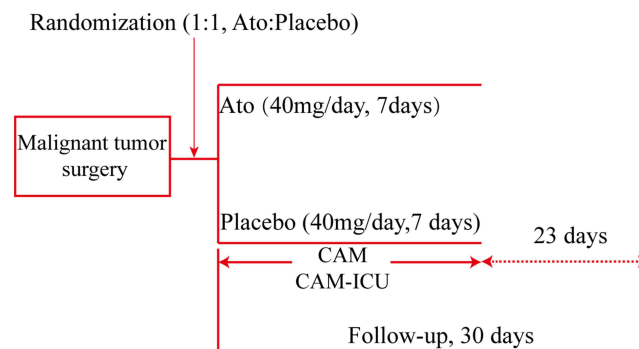 Randomization (1:1, Ato:Placebo)
Ato (40mg/day, 7days)
Malignant tumor
surgery
Placebo (40mg/day,7 days)
23 days
CAM
CAM-ICU
Follow-up, 30 days